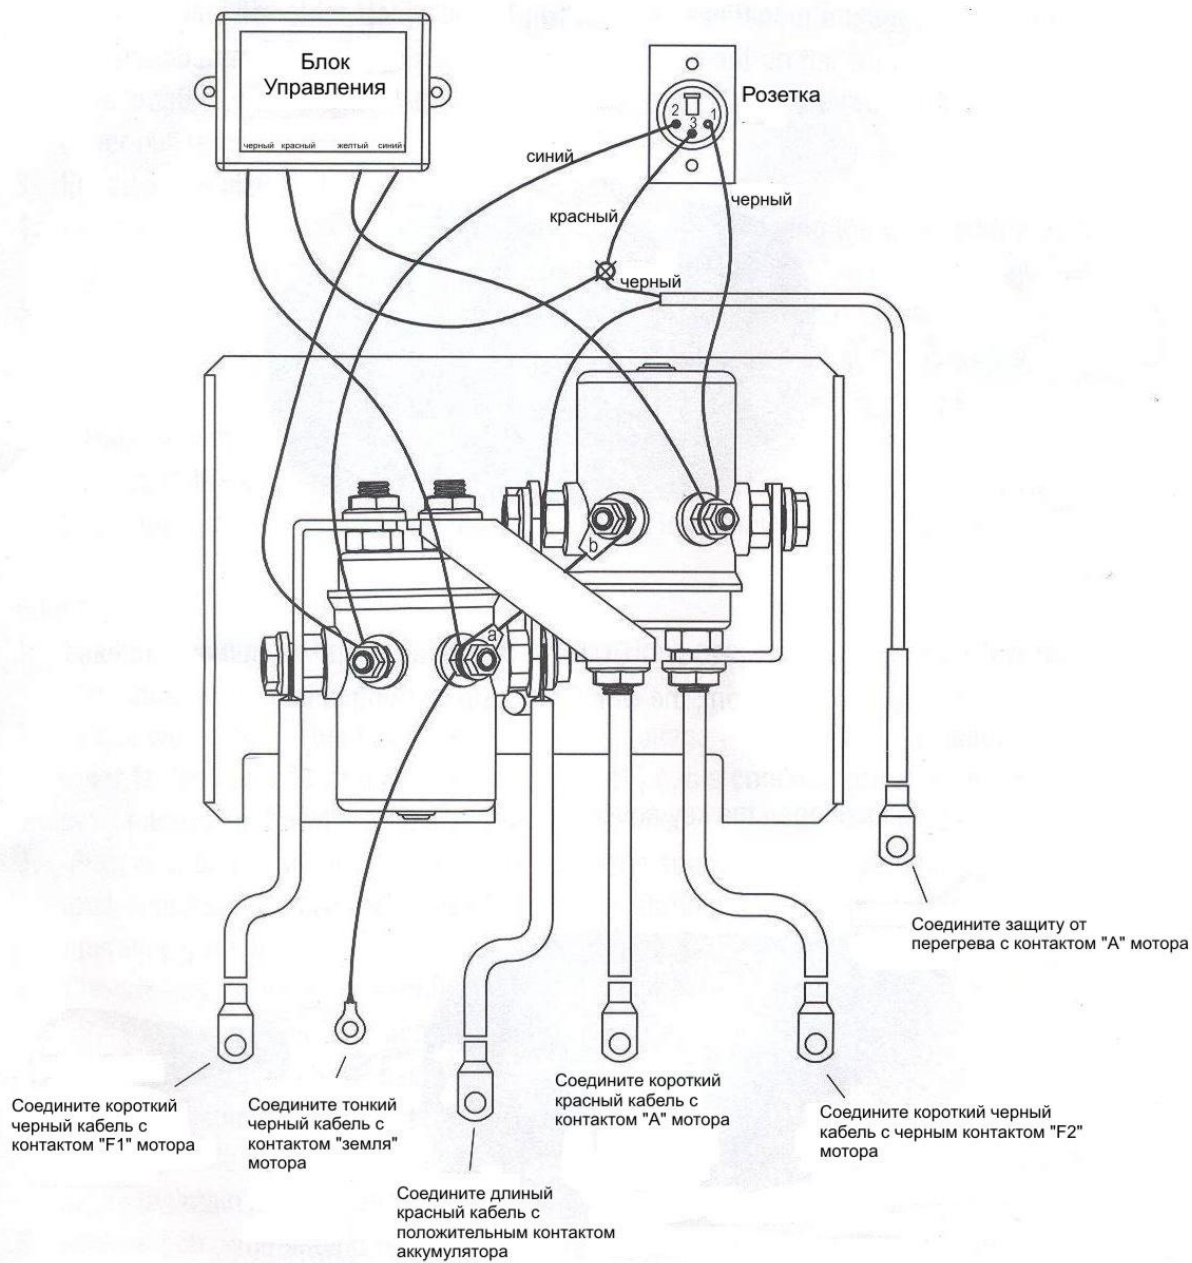 Блок
Управления
черный красный желтый синий
Розетка
2 3 1
синий
красный
черный
черный
b
a
Соедините защиту от
перегрева с контактом "А" мотора
Соедините короткий
черный кабель с
контактом "F1" мотора
Соедините тонкий
черный кабель с
контактом "земля"
мотора
Соедините длиный
красный кабель с
положительным контактом
аккумулятора
Соедините короткий
красный кабель с
контактом "А" мотора
Соедините короткий черный
кабель с черным контактом "F2"
мотора